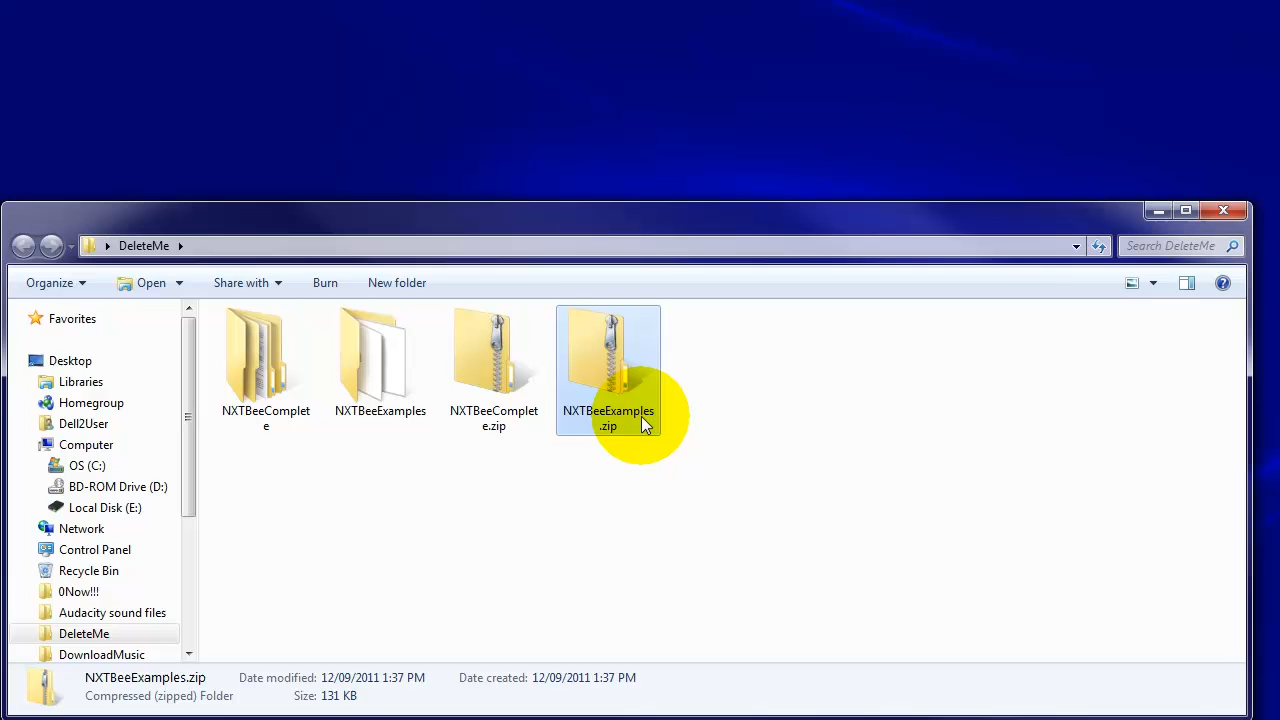 DeleteMe
Search DeleteMe
Organize
Open
Share with
Burn
New folder
Favorites
Desktop
Libraries
Homegroup
Dell2User
Computer
OS (C:)
BD-ROM Drive (D:)
Local Disk (E:)
Network
Control Panel
Recycle Bin
0Now!!!
Audacity sound files
DeleteMe
DownloadMusic
NXTBeeComplet
e
NXTBeeExamples
NXTBeeComplet
e.zip
NXTBeeExamples
.zip
NXTBeeExamples.zip
Date modified: 12/09/2011 1:37 PM
Date created: 12/09/2011 1:37 PM
Compressed (zipped) Folder
Size: 131 KB